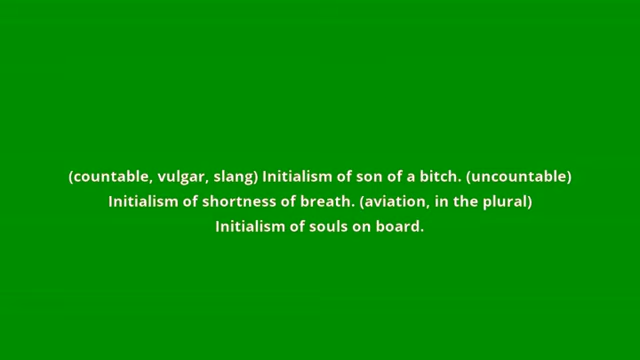 (countable, vulgar, slang) Initialism of son of a bitch. (uncountable)
Initialism of shortness of breath. (aviation, in the plural)
Initialism of souls on board.